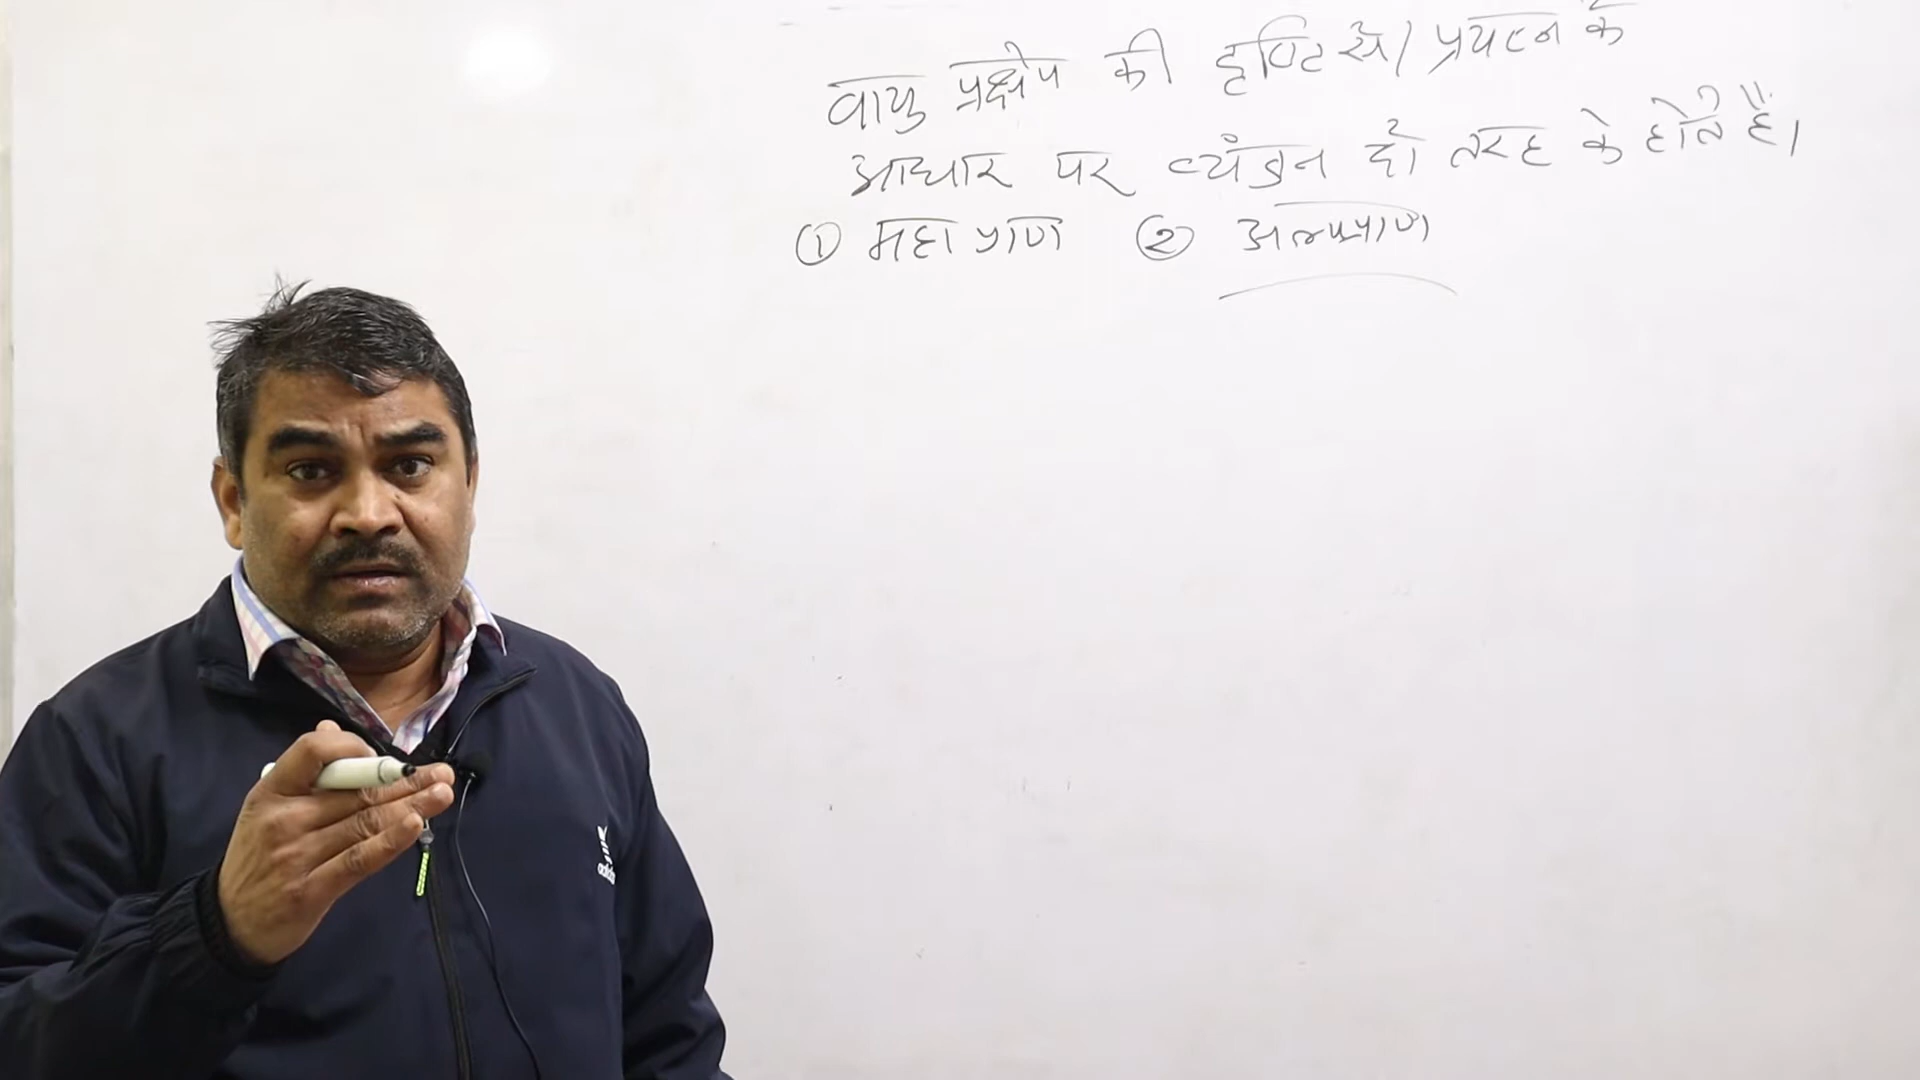 वायु प्रक्षेप की दृष्टि से/ प्रयत्न के
आधार पर व्यंजन दो तरह के होते हैं।
① महाप्राण ② अल्पप्राण